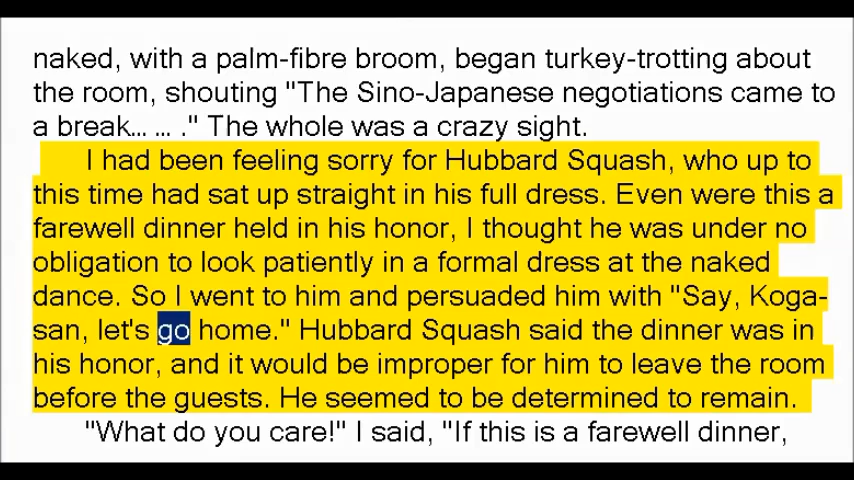 naked, with a palm-fibre broom, began turkey-trotting about
the room, shouting "The Sino-Japanese negotiations came to
a break... ... ." The whole was a crazy sight.
I had been feeling sorry for Hubbard Squash, who up to
this time had sat up straight in his full dress. Even were this a
farewell dinner held in his honor, I thought he was under no
obligation to look patiently in a formal dress at the naked
dance. So I went to him and persuaded him with "Say, Koga-
san, let's go home." Hubbard Squash said the dinner was in
his honor, and it would be improper for him to leave the room
before the guests. He seemed to be determined to remain.
"What do you care!" I said, "If this is a farewell dinner,